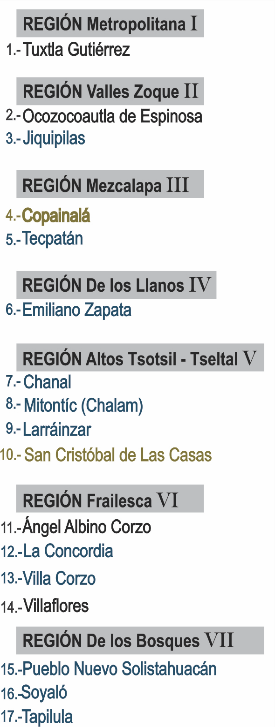 REGIÓN Metropolitana I
1.- Tuxtla Gutiérrez
REGIÓN Valles Zoque II
2.- Ocozocoautla de Espinosa
3.- Jiquipilas
REGIÓN Mezcalapa III
4.- Copainalá
5.- Tecpatán
REGIÓN De los Llanos IV
6.- Emiliano Zapata
REGIÓN Altos Tsotsil - Tseltal V
7.- Chanal
8.- Mitontíc (Chalam)
9.- Larráinzar
10.- San Cristóbal de Las Casas
REGIÓN Frailesca VI
11.-Ángel Albino Corzo
12.-La Concordia
13.-Villa Corzo
14.-Villaflores
REGIÓN De los Bosques VII
15.-Pueblo Nuevo Solistahuacán
16.-Soyaló
17.-Tapilula